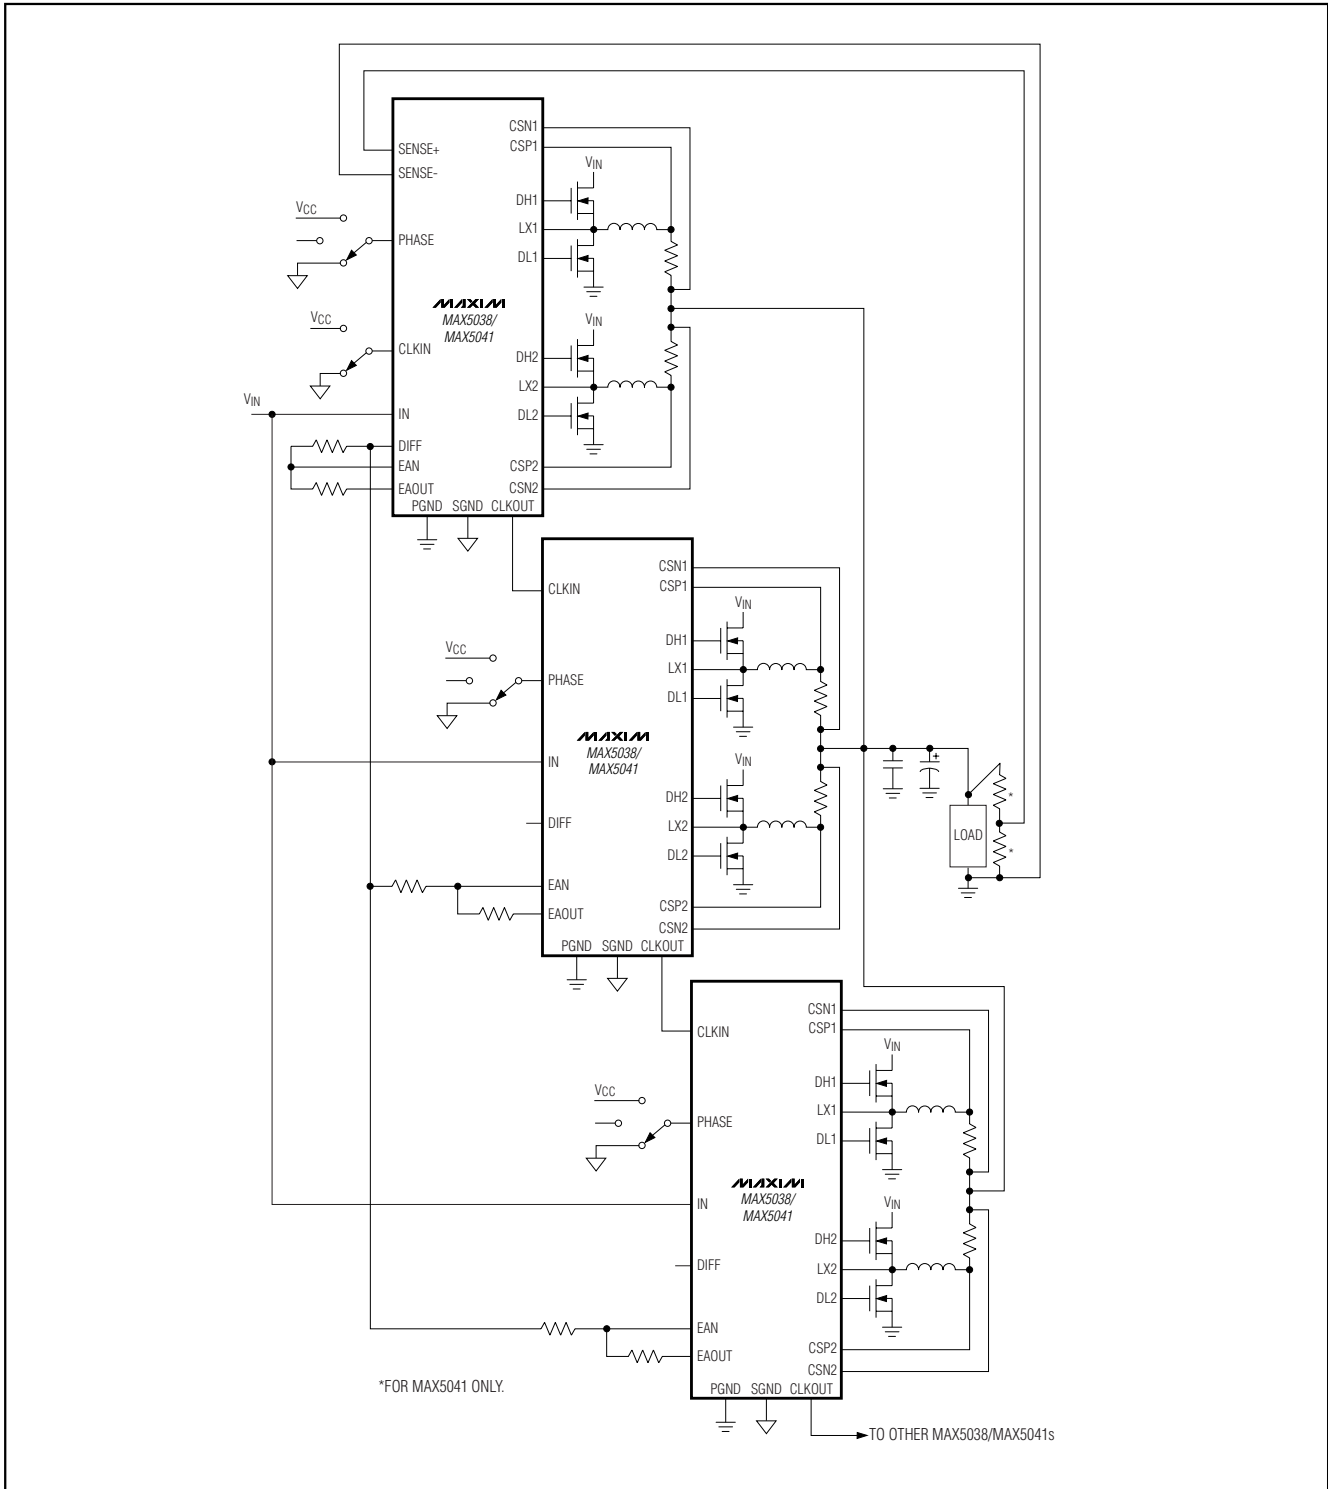 CSN1
CSP1
SENSE+
SENSE-
VIN
DH1
VCC
LX1
PHASE
DL1
MAXIM
MAX5038/
MAX5041
VCC
VIN
CLKIN
DH2
LX2
VIN
IN
DL2
DIFF
EAN
CSP2
EAOUT
CSN2
PGND SGND CLKOUT
CSN1
CLKIN
CSP1
VIN
DH1
VCC
LX1
PHASE
DL1
MAXIM
MAX5038/
MAX5041
IN
VIN
DH2
+
*
DIFF
LX2
LOAD
DL2
*
EAN
CSP2
EAOUT
CSN2
PGND SGND CLKOUT
CSN1
CLKIN
CSP1
VIN
DH1
VCC
LX1
PHASE
DL1
MAXIM
MAX5038/
MAX5041
IN
VIN
DH2
DIFF
LX2
DL2
EAN
CSP2
EAOUT
CSN2
*FOR MAX5041 ONLY.
PGND SGND CLKOUT
TO OTHER MAX5038/MAX5041s